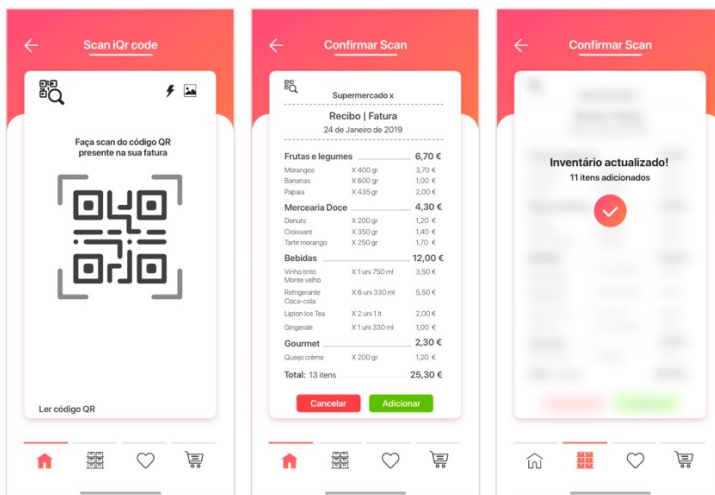 Scan iQr code
Faça scan do código QR
presente na sua fatura
Ler código QR
Confirmar Scan
Supermercado x
Recibo | Fatura
24 de Janeiro de 2019
Frutas e legumes 6,70 €
Morangos X 400 gr 3,70 €
Bananas X 600 gr 1,00 €
Papaia X 435 gr 2,00 €
Mercearia Doce 4,30 €
Donuts X 200 gr 1,20 €
Croissant X 350 gr 1,40 €
Tarte morango X 250 gr 1,70 €
Bebidas 12,00 €
Vinho tinto X 1 uni 750 ml 3,50 €
Monte velho
Refrigerante X 6 uni 330 ml 5,50 €
Coca-cola
Lipton Ice Tea X 2 uni 1 lt 2,00 €
Gingerale X 1 uni 330 ml 1,00 €
Gourmet 2,30 €
Queijo créme X 200 gr 1,20 €
Total: 13 itens 25,30 €
Cancelar Adicionar
Confirmar Scan
Inventário actualizado!
11 itens adicionados